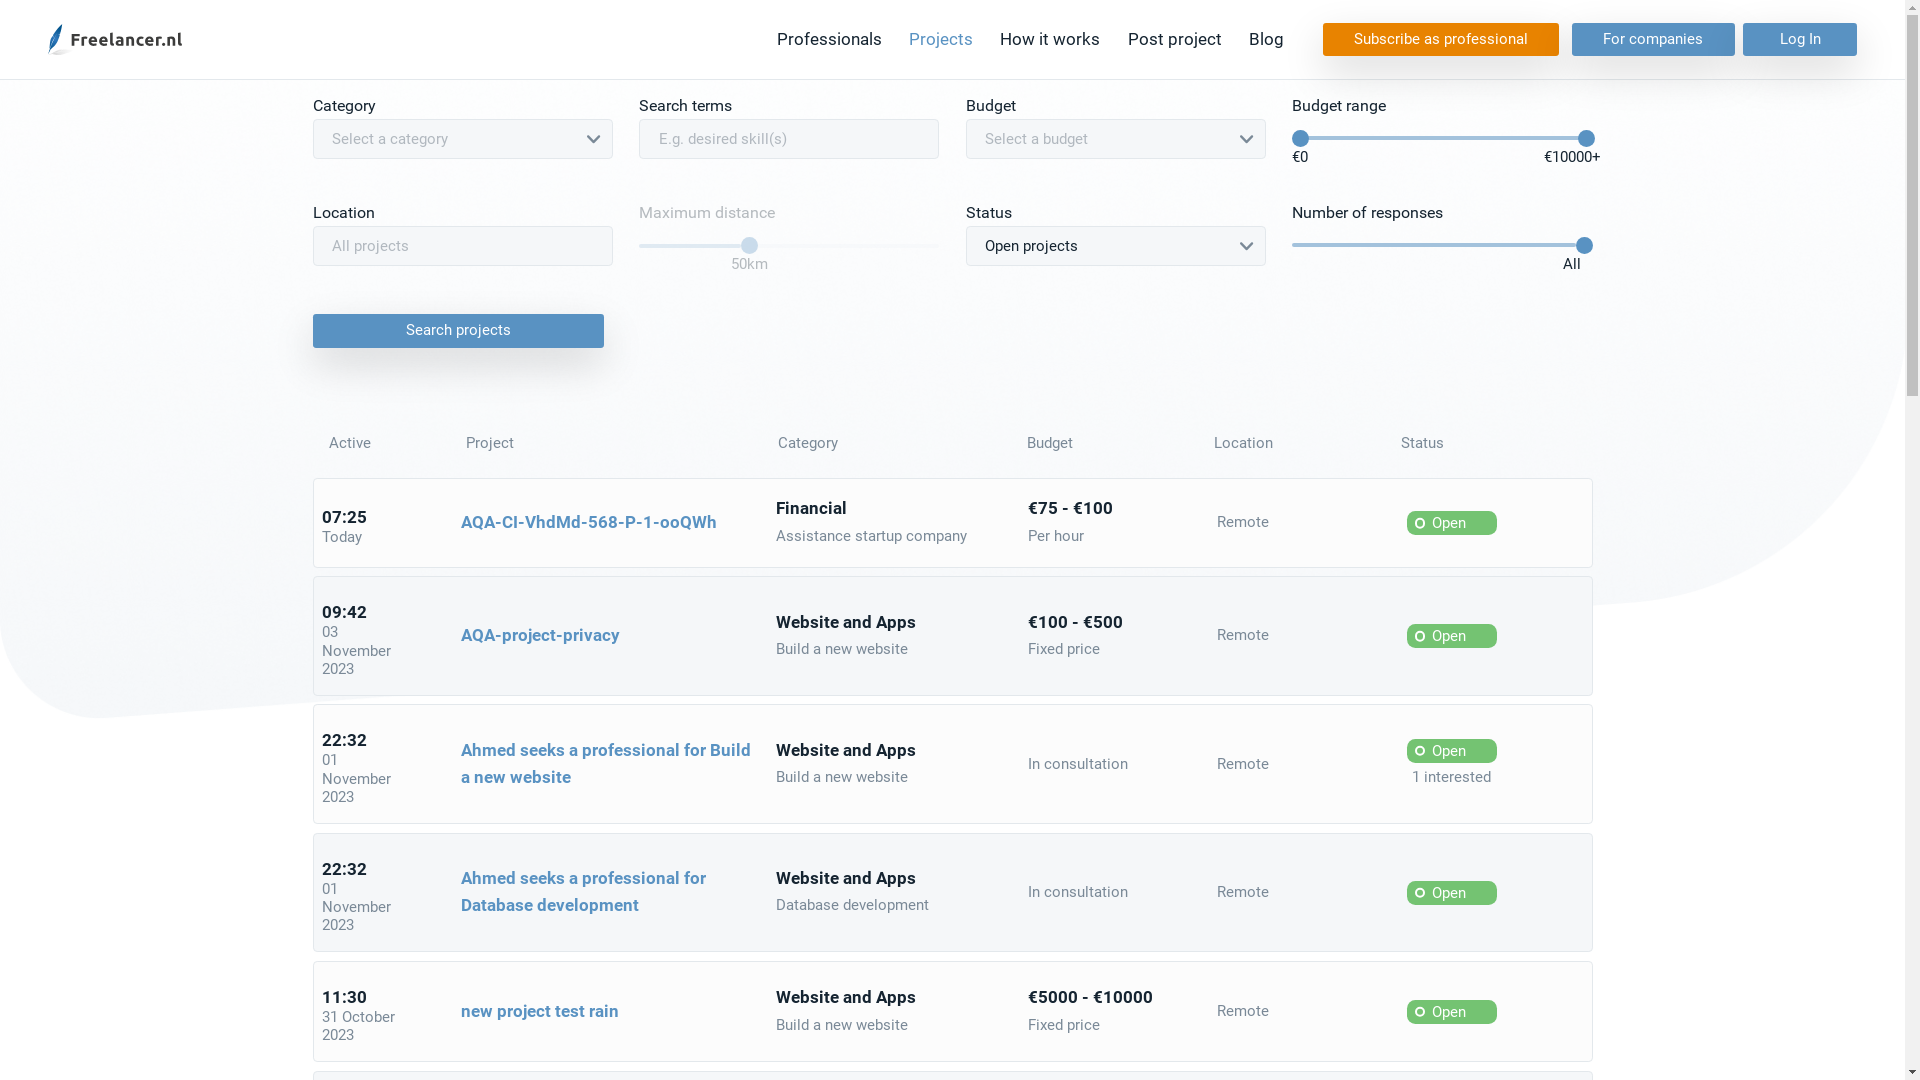 Freelancer.nl
Professionals Projects How it works Post project Blog Subscribe as professional For companies Log In
Category Search terms Budget Budget range
Select a category E.g. desired skill(s) Select a budget
€0 €10000+
Location Maximum distance Status Number of responses
All projects Open projects
50km All
Search projects
Active Project Category Budget Location Status
07:25
Today
AQA-CI-VhdMd-568-P-1-ooQWh
Financial
Assistance startup company
€75 - €100
Per hour
Remote
Open
09:42
03
November
2023
AQA-project-privacy
Website and Apps
Build a new website
€100 - €500
Fixed price
Remote
Open
22:32
01
November
2023
Ahmed seeks a professional for Build
a new website
Website and Apps
Build a new website
In consultation
Remote
Open
1 interested
22:32
01
November
2023
Ahmed seeks a professional for
Database development
Website and Apps
Database development
In consultation
Remote
Open
11:30
31 October
2023
new project test rain
Website and Apps
Build a new website
€5000 - €10000
Fixed price
Remote
Open